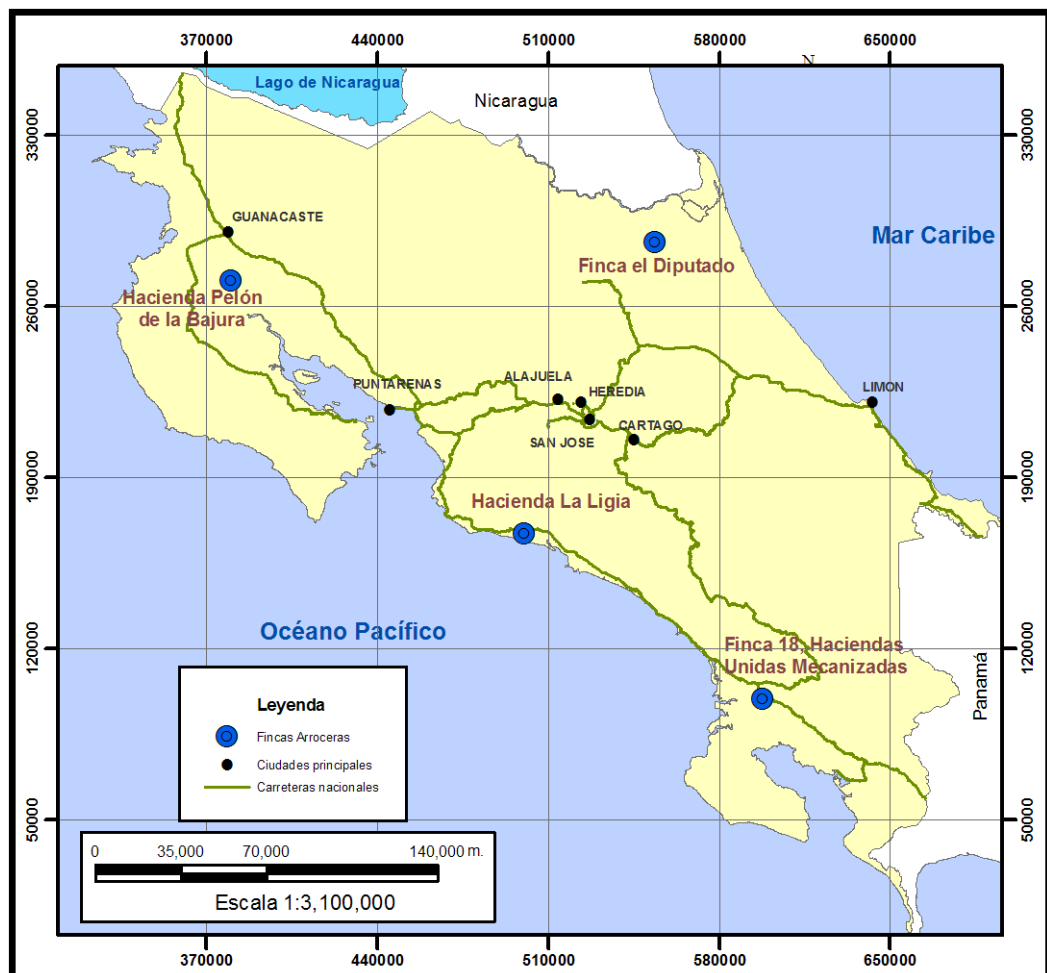 370000 440000 510000 580000 650000
N
Lago de Nicaragua
Nicaragua
330000 330000
GUANACASTE
Mar Caribe
Finca el Diputado
Hacienda Pelón
de la Bajura
260000 260000
PUNTARENAS
ALAJUELA
HEREDIA
LIMON
CARTAGO
SAN JOSE
190000 190000
Hacienda La Ligia
Océano Pacífico
Finca 18, Haciendas
Unidas Mecanizadas
120000 120000
Panamá
Leyenda
Fincas Arroceras
Ciudades principales
Carreteras nacionales
50000 50000
0 35,000 70,000 140,000 m.
Escala 1:3,100,000
370000 440000 510000 580000 650000